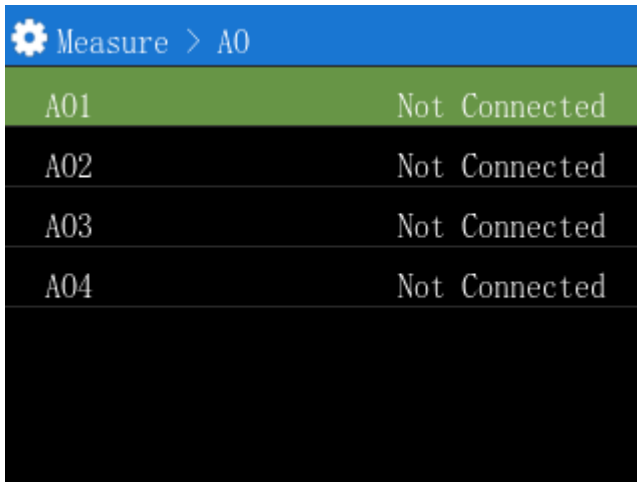 Measure > AO
AO1 Not Connected
AO2 Not Connected
AO3 Not Connected
AO4 Not Connected